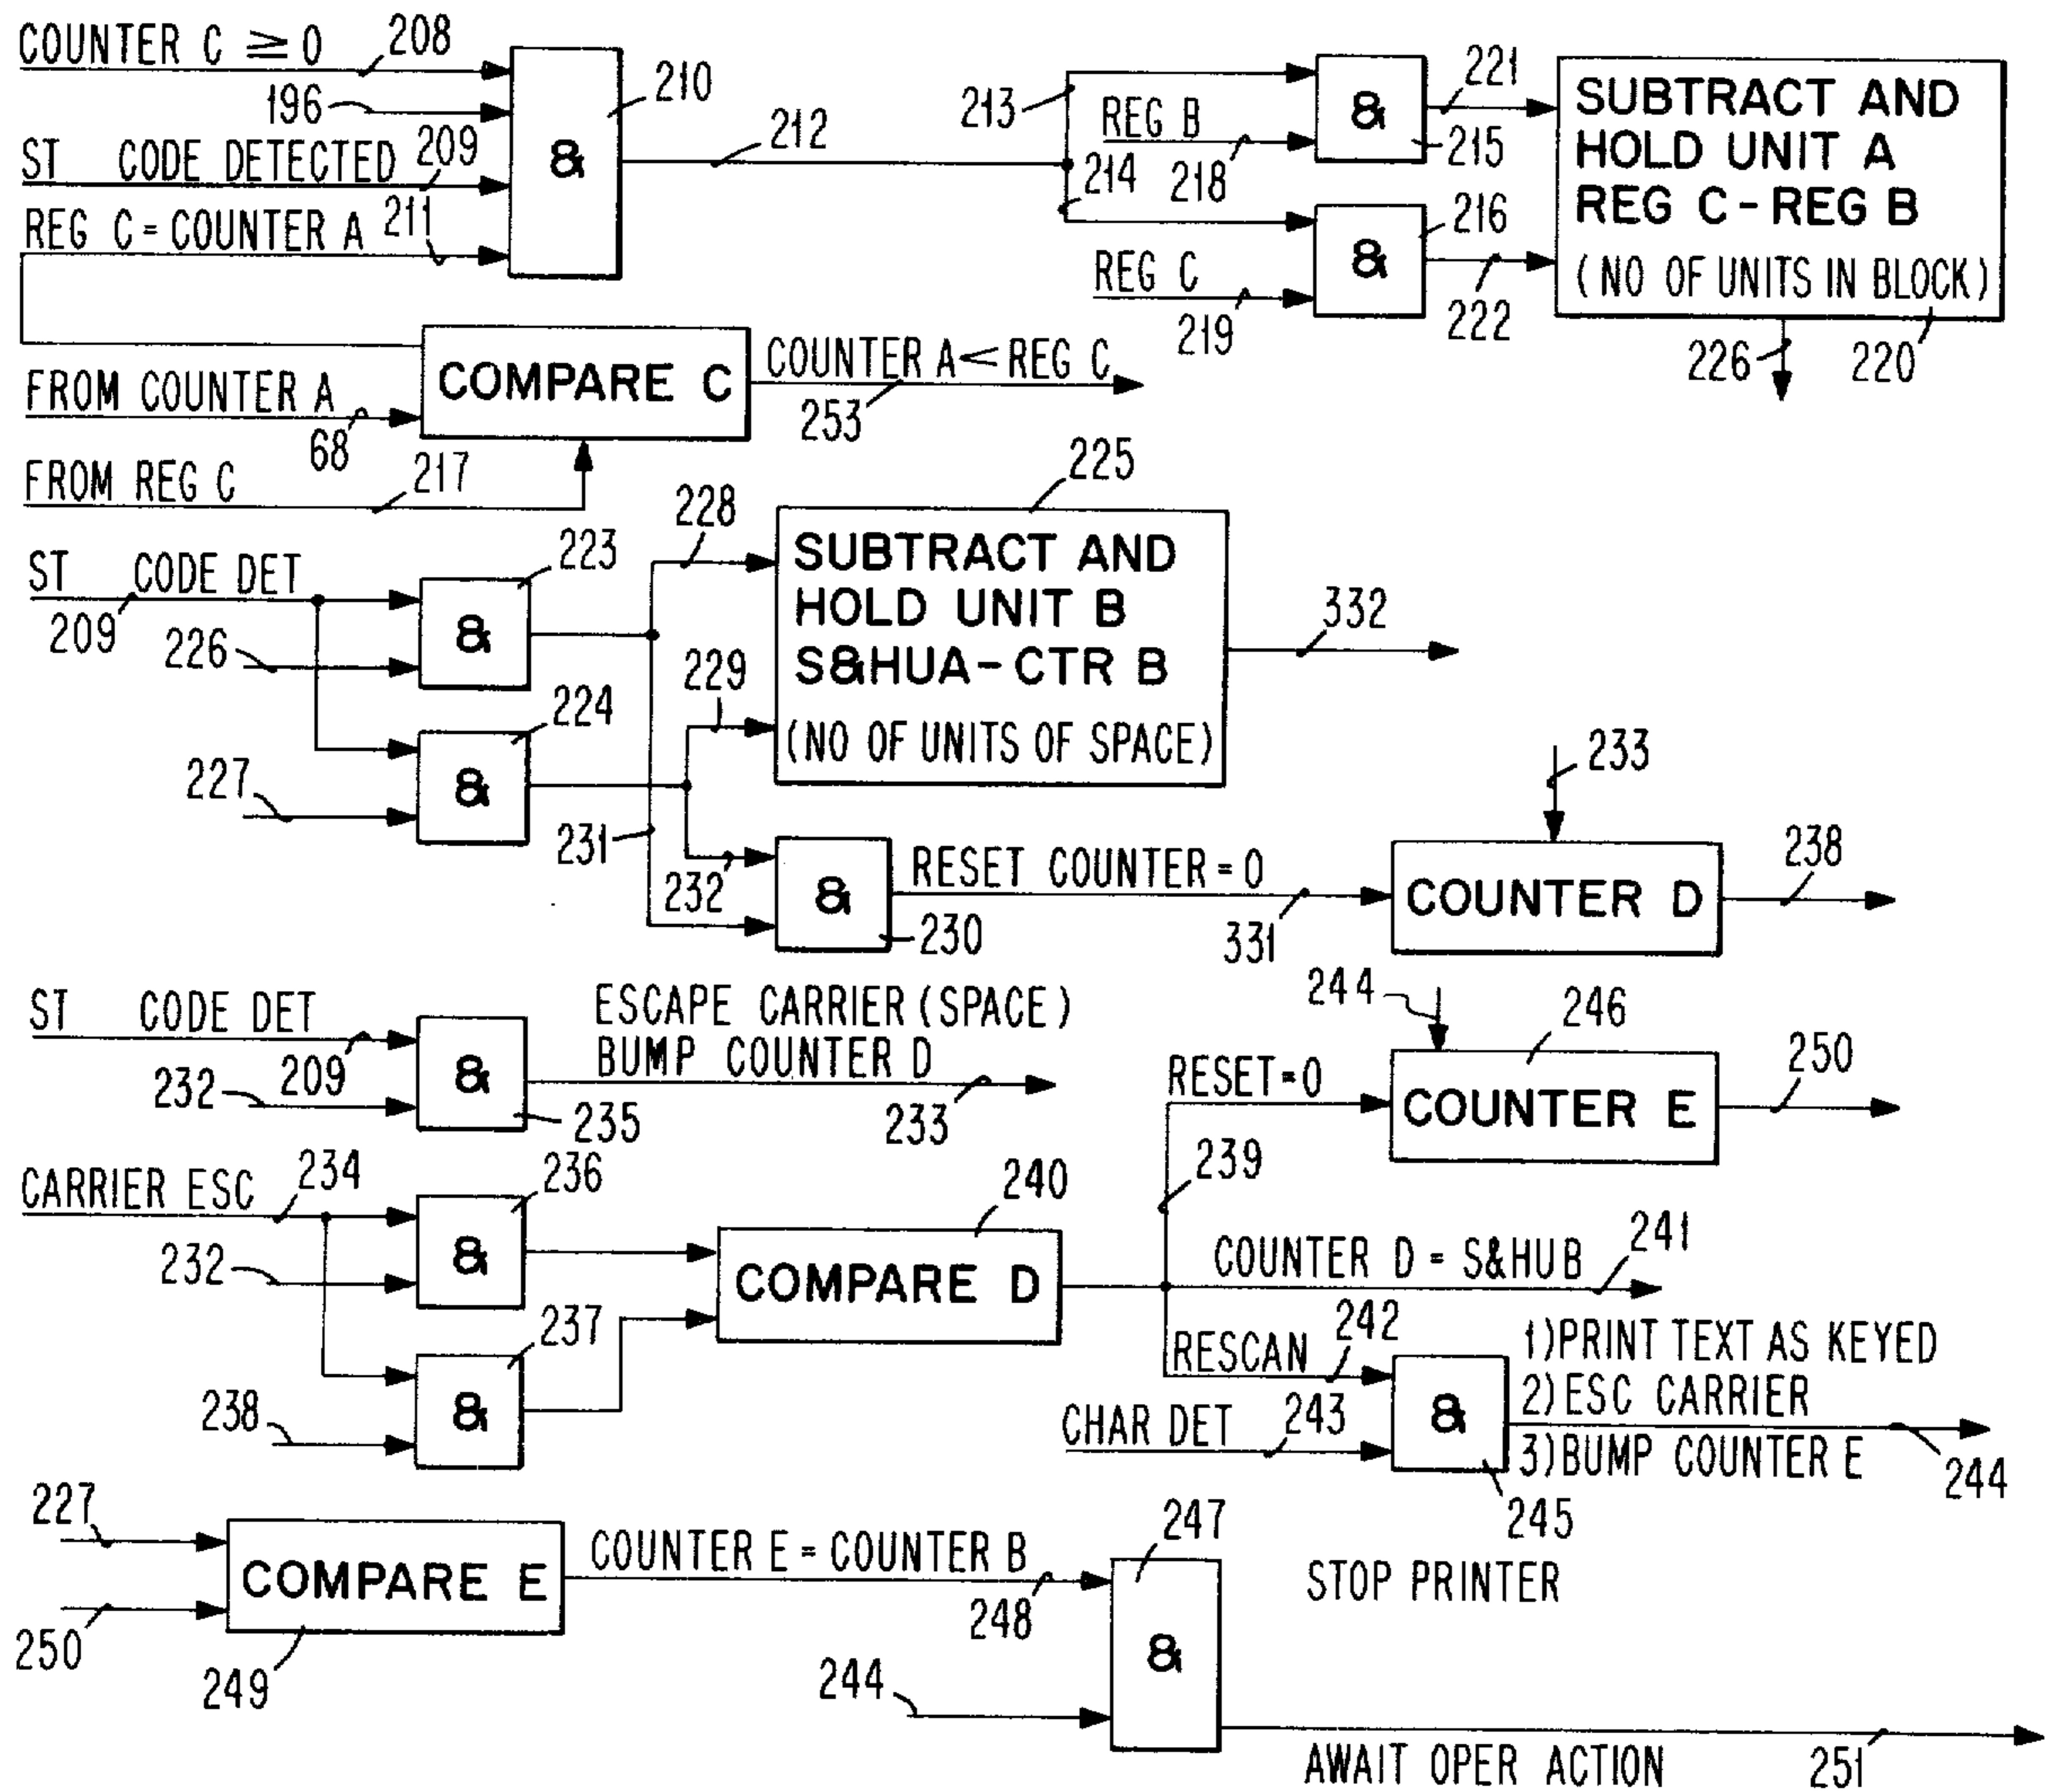 COUNTER C ≥ 0 208
196
210
ST CODE DETECTED 209
&
212
REG C = COUNTER A 211
213
REG B
218
&
215
221
214
216
REG C
219
&
222
SUBTRACT AND
HOLD UNIT A
REG C - REG B
(NO OF UNITS IN BLOCK)
226 220
COMPARE C
COUNTER A < REG C
253
FROM COUNTER A
68
FROM REG C
217
ST CODE DET
209
223
226
&
224
227
&
228
225
SUBTRACT AND
HOLD UNIT B
S&HUA - CTR B
(NO OF UNITS OF SPACE)
229
332
231
232
&
230
RESET COUNTER = 0
331
233
COUNTER D
238
ST CODE DET
209
232
&
235
ESCAPE CARRIER (SPACE)
BUMP COUNTER D
233
244
246
RESET=0
COUNTER E
250
239
CARRIER ESC
234
236
232
&
237
238
&
240
COMPARE D
COUNTER D = S&HUB
241
RESCAN
242
CHAR DET
243
&
245
1) PRINT TEXT AS KEYED
2) ESC CARRIER
3) BUMP COUNTER E
244
227
COMPARE E
250
249
COUNTER E = COUNTER B
248
247
244
&
STOP PRINTER
AWAIT OPER ACTION
251